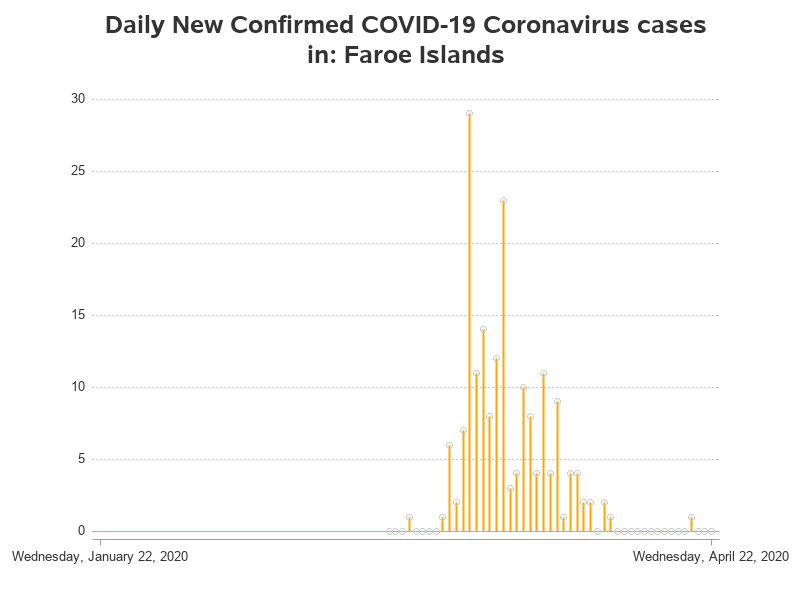 Daily New Confirmed COVID-19 Coronavirus cases
in: Faroe Islands
30
25
20
15
10
5
0
Wednesday, January 22, 2020
Wednesday, April 22, 2020